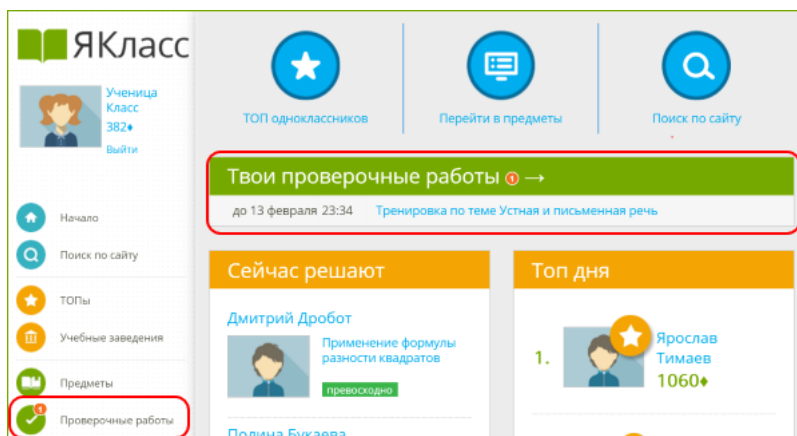 ЯКласс
Ученица
Класс
382♦
Выйти
Начало
Поиск по сайту
ТОПы
Учебные заведения
Предметы
1
Проверочные работы
ТОП одноклассников
Перейти в предметы
Поиск по сайту
Твои проверочные работы 1 →
до 13 февраля 23:34 Тренировка по теме Устная и письменная речь
Сейчас решают
Дмитрий Дробот
Применение формулы
разности квадратов
превосходно
Полина Букаева
Топ дня
1.
Ярослав
Тимаев
1060♦